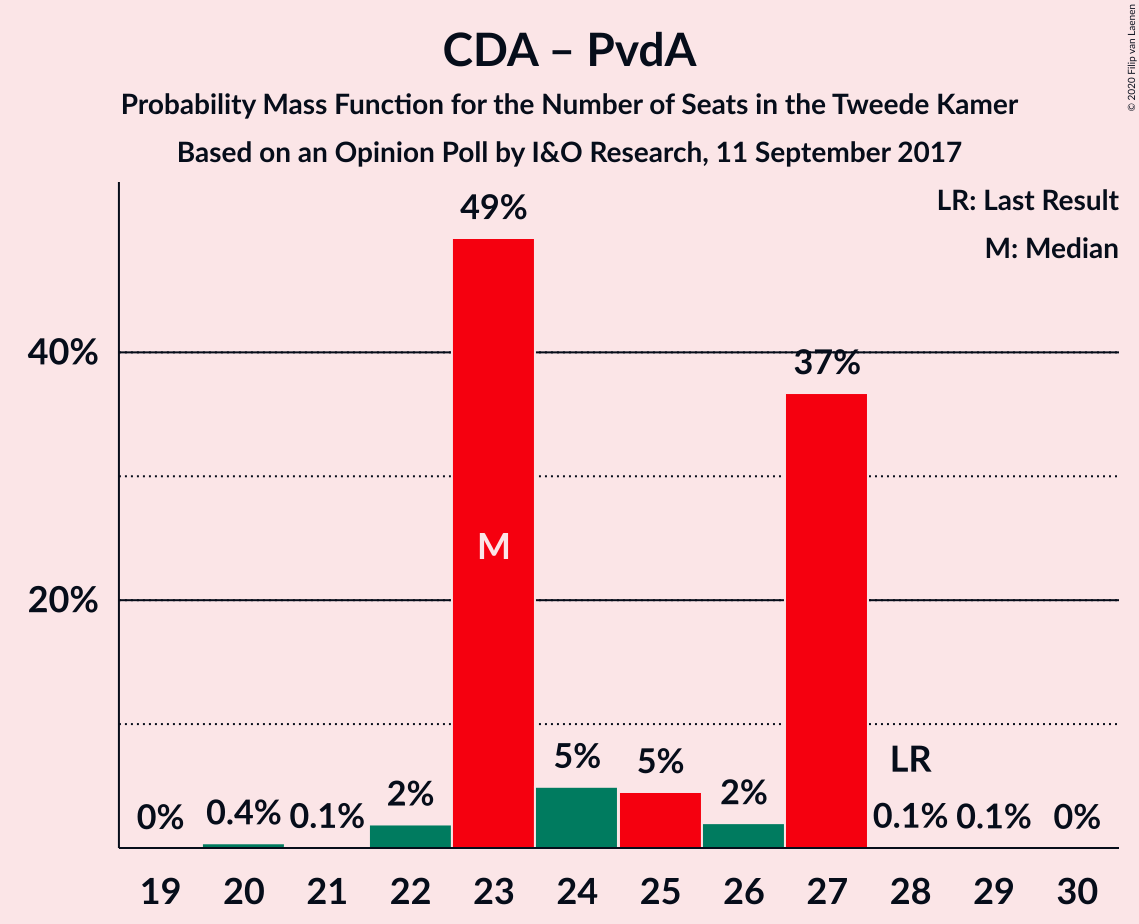 CDA – PvdA
Probability Mass Function for the Number of Seats in the Tweede Kamer
Based on an Opinion Poll by I&O Research, 11 September 2017
© 2020 Filip van Laenen
LR: Last Result
M: Median
49%
40%
37%
M
20%
LR
5%
5%
2%
2%
0%
0.4%
0.1%
0.1%
0.1%
0%
19 20 21 22 23 24 25 26 27 28 29 30